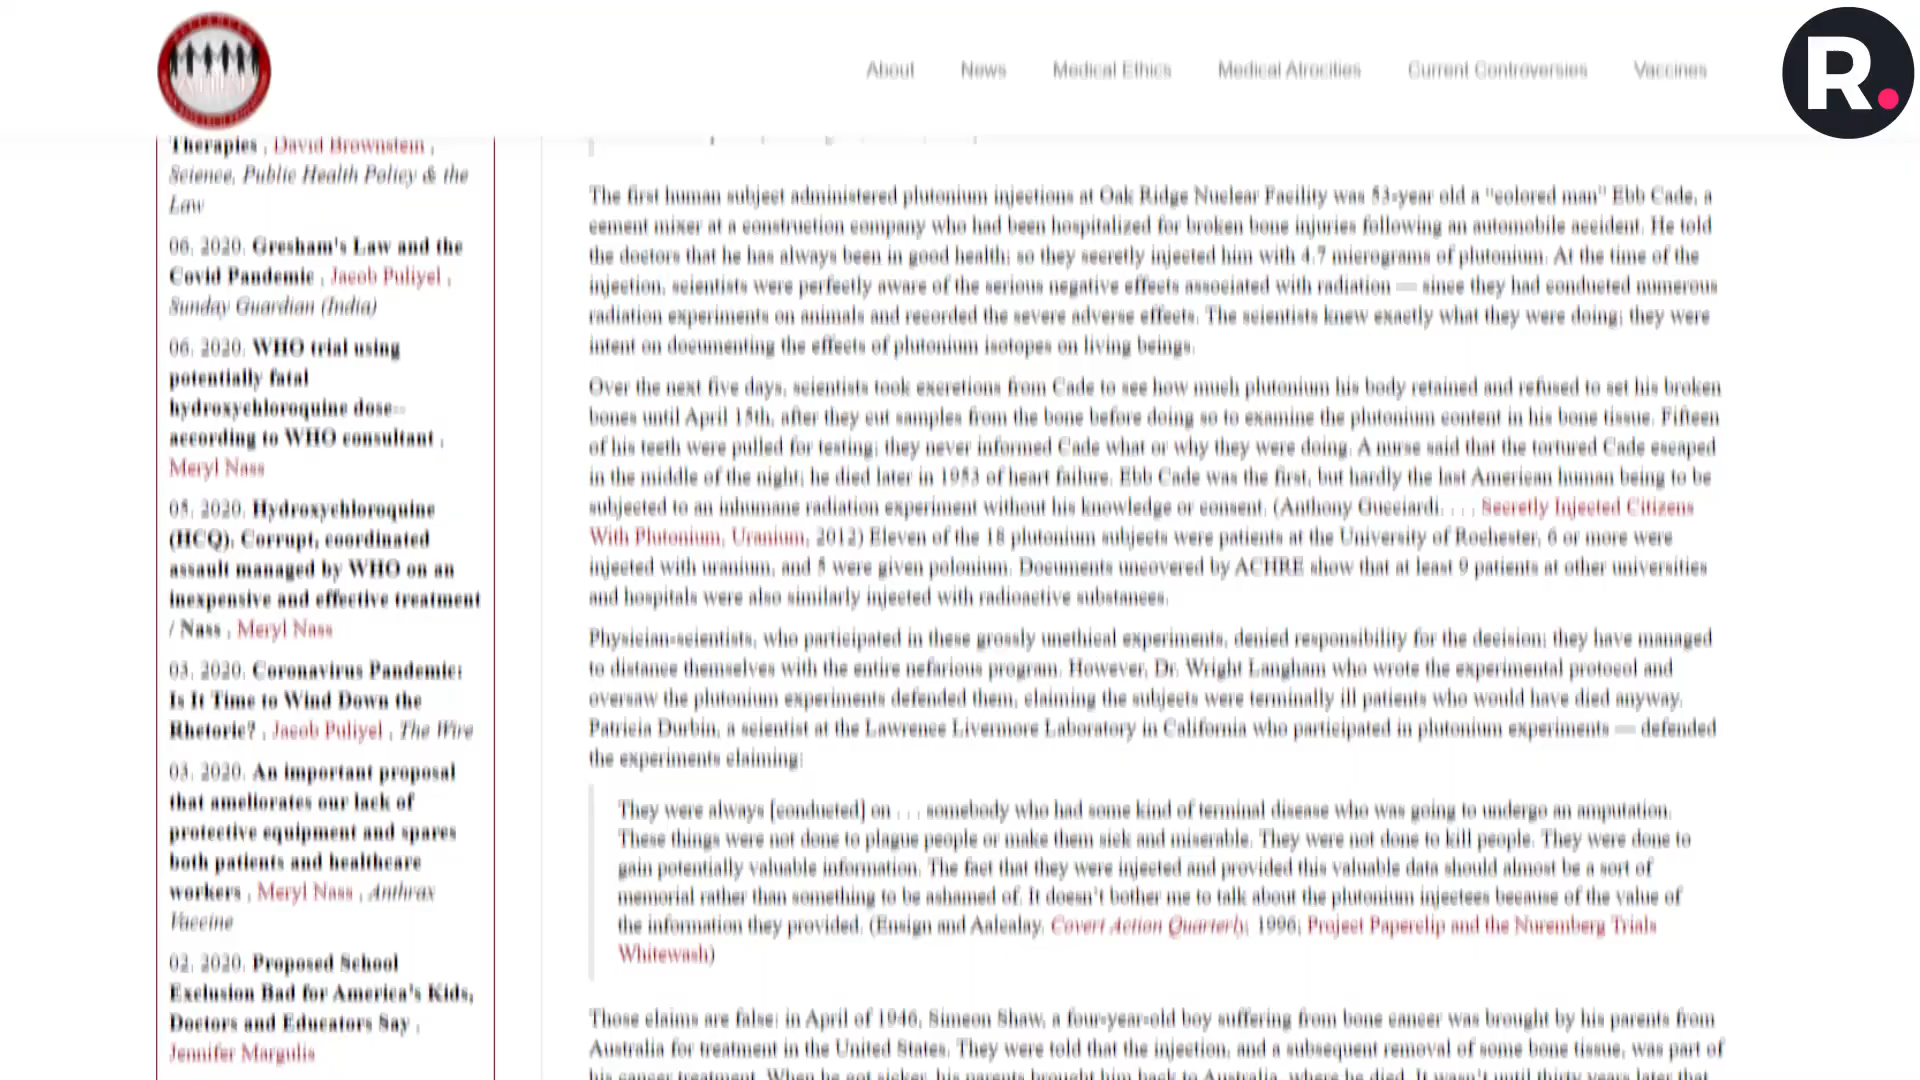 About News Medical Ethics Medical Atrocities Current Controversies Vaccines
R.
Therapies , David Brownstein ,
Science, Public Health Policy & the
Law
06. 2020. Gresham's Law and the
Covid Pandemic , Jacob Puliyel ,
Sunday Guardian (India)
06. 2020. WHO trial using
potentially fatal
hydroxychloroquine dose–
according to WHO consultant ,
Meryl Nass
05. 2020. Hydroxychloroquine
(HCQ). Corrupt, coordinated
assault managed by WHO on an
inexpensive and effective treatment
/ Nass , Meryl Nass
03. 2020. Coronavirus Pandemic:
Is It Time to Wind Down the
Rhetoric? , Jacob Puliyel , The Wire
03. 2020. An important proposal
that ameliorates our lack of
protective equipment and spares
both patients and healthcare
workers , Meryl Nass , Anthrax
Vaccine
02. 2020. Proposed School
Exclusion Bad for America's Kids,
Doctors and Educators Say ,
Jennifer Margulis
The first human subject administered plutonium injections at Oak Ridge Nuclear Facility was 53-year old a "colored man" Ebb Cade, a
cement mixer at a construction company who had been hospitalized for broken bone injuries following an automobile accident. He told
the doctors that he has always been in good health; so they secretly injected him with 4.7 micrograms of plutonium. At the time of the
injection, scientists were perfectly aware of the serious negative effects associated with radiation — since they had conducted numerous
radiation experiments on animals and recorded the severe adverse effects. The scientists knew exactly what they were doing; they were
intent on documenting the effects of plutonium isotopes on living beings.
Over the next five days, scientists took excretions from Cade to see how much plutonium his body retained and refused to set his broken
bones until April 15th, after they cut samples from the bone before doing so to examine the plutonium content in his bone tissue. Fifteen
of his teeth were pulled for testing; they never informed Cade what or why they were doing. A nurse said that the tortured Cade escaped
in the middle of the night; he died later in 1953 of heart failure. Ebb Cade was the first, but hardly the last American human being to be
subjected to an inhumane radiation experiment without his knowledge or consent. (Anthony Gucciardi. . . . Secretly Injected Citizens
With Plutonium, Uranium, 2012) Eleven of the 18 plutonium subjects were patients at the University of Rochester, 6 or more were
injected with uranium, and 5 were given polonium. Documents uncovered by ACHRE show that at least 9 patients at other universities
and hospitals were also similarly injected with radioactive substances.
Physician-scientists, who participated in these grossly unethical experiments, denied responsibility for the decision; they have managed
to distance themselves with the entire nefarious program. However, Dr. Wright Langham who wrote the experimental protocol and
oversaw the plutonium experiments defended them, claiming the subjects were terminally ill patients who would have died anyway.
Patricia Durbin, a scientist at the Lawrence Livermore Laboratory in California who participated in plutonium experiments — defended
the experiments claiming:
They were always [conducted] on . . . somebody who had some kind of terminal disease who was going to undergo an amputation.
These things were not done to plague people or make them sick and miserable. They were not done to kill people. They were done to
gain potentially valuable information. The fact that they were injected and provided this valuable data should almost be a sort of
memorial rather than something to be ashamed of. It doesn't bother me to talk about the plutonium injectees because of the value of
the information they provided. (Ensign and Aalcalay. Covert Action Quarterly; 1996; Project Paperclip and the Nuremberg Trials
Whitewash)
Those claims are false: in April of 1946, Simeon Shaw, a four-year-old boy suffering from bone cancer was brought by his parents from
Australia for treatment in the United States. They were told that the injection, and a subsequent removal of some bone tissue, was part of
his cancer treatment. When he got sicker, his parents brought him back to Australia, where he died. It wasn't until thirty years later that